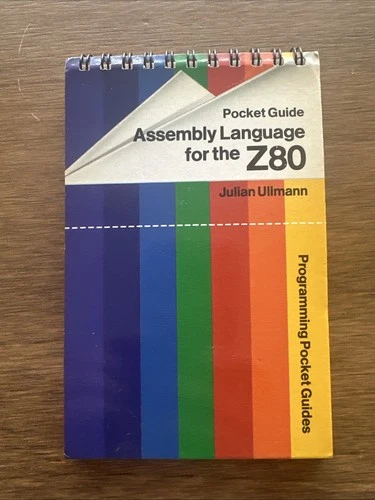 Pocket Guide
Assembly Language
for the Z80
Julian Ullmann
Programming Pocket Guides